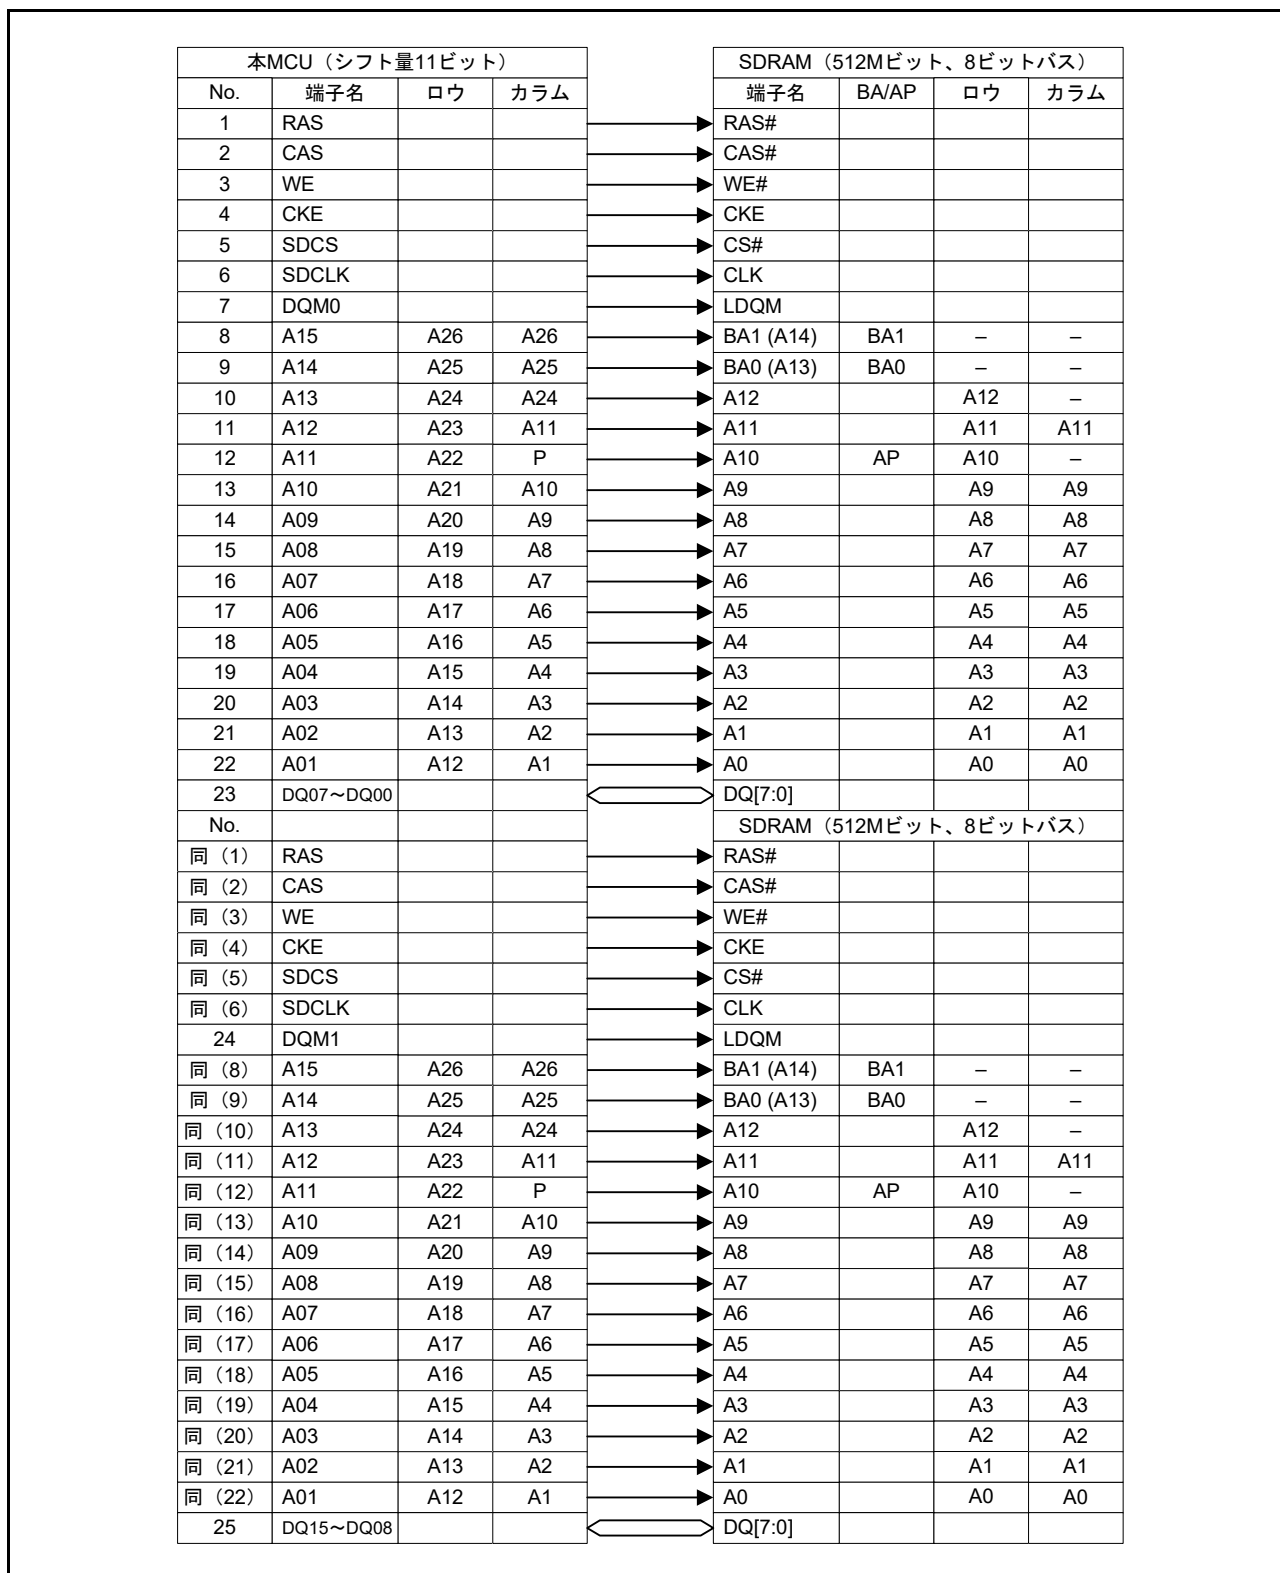 本MCU（シフト量11ビット） SDRAM（512Mビット、8ビットバス）
No. 端子名 ロウ カラム 端子名 BA/AP ロウ カラム
1 RAS RAS#
2 CAS CAS#
3 WE WE#
4 CKE CKE
5 SDCS CS#
6 SDCLK CLK
7 DQM0 LDQM
8 A15 A26 A26 BA1 (A14) BA1 – –
9 A14 A25 A25 BA0 (A13) BA0 – –
10 A13 A24 A24 A12 A12 –
11 A12 A23 A11 A11 A11 A11
12 A11 A22 P A10 AP A10 –
13 A10 A21 A10 A9 A9 A9
14 A09 A20 A9 A8 A8 A8
15 A08 A19 A8 A7 A7 A7
16 A07 A18 A7 A6 A6 A6
17 A06 A17 A6 A5 A5 A5
18 A05 A16 A5 A4 A4 A4
19 A04 A15 A4 A3 A3 A3
20 A03 A14 A3 A2 A2 A2
21 A02 A13 A2 A1 A1 A1
22 A01 A12 A1 A0 A0 A0
23 DQ07～DQ00 DQ[7:0]
No. SDRAM（512Mビット、8ビットバス）
同（1） RAS RAS#
同（2） CAS CAS#
同（3） WE WE#
同（4） CKE CKE
同（5） SDCS CS#
同（6） SDCLK CLK
24 DQM1 LDQM
同（8） A15 A26 A26 BA1 (A14) BA1 – –
同（9） A14 A25 A25 BA0 (A13) BA0 – –
同（10） A13 A24 A24 A12 A12 –
同（11） A12 A23 A11 A11 A11 A11
同（12） A11 A22 P A10 AP A10 –
同（13） A10 A21 A10 A9 A9 A9
同（14） A09 A20 A9 A8 A8 A8
同（15） A08 A19 A8 A7 A7 A7
同（16） A07 A18 A7 A6 A6 A6
同（17） A06 A17 A6 A5 A5 A5
同（18） A05 A16 A5 A4 A4 A4
同（19） A04 A15 A4 A3 A3 A3
同（20） A03 A14 A3 A2 A2 A2
同（21） A02 A13 A2 A1 A1 A1
同（22） A01 A12 A1 A0 A0 A0
25 DQ15～DQ08 DQ[7:0]